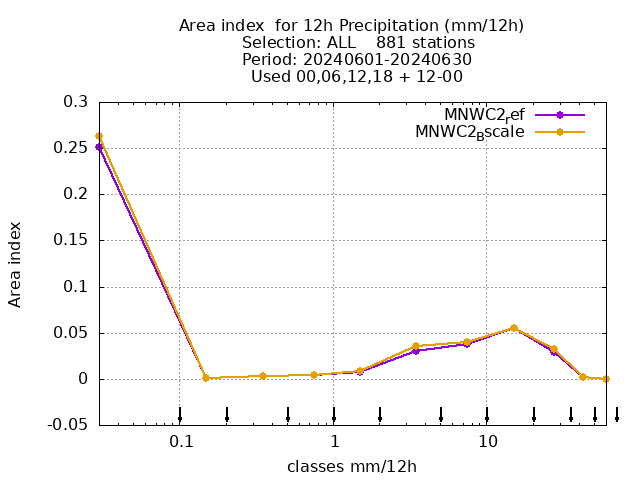 Area index  for 12h Precipitation (mm/12h)
Selection: ALL    881 stations
Period: 20240601-20240630
Used 00,06,12,18 + 12-00
MNWC2ref
MNWC2Bscale
0.3
0.25
0.2
0.15
0.1
0.05
0
-0.05
Area index
0.1
1
10
classes mm/12h